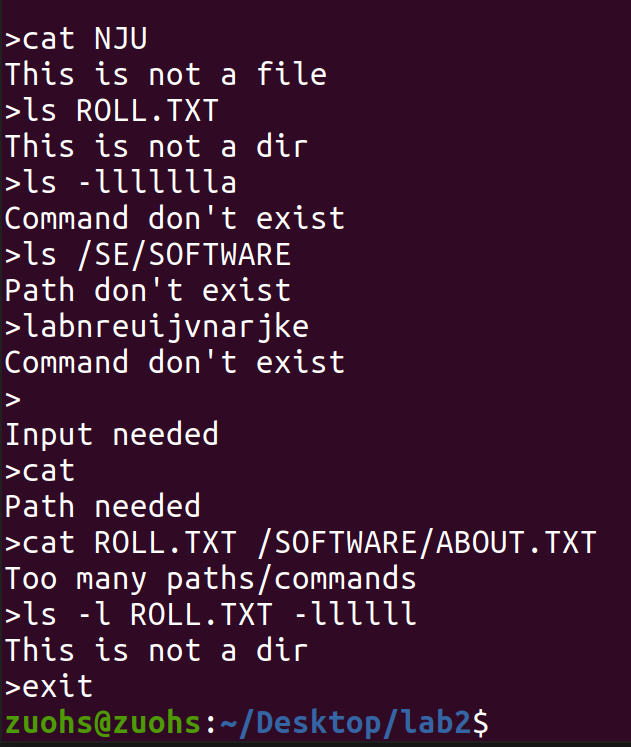 >cat NJU
This is not a file
>ls ROLL.TXT
This is not a dir
>ls -llllllla
Command don't exist
>ls /SE/SOFTWARE
Path don't exist
>labnreuijvnarjke
Command don't exist
>
Input needed
>cat
Path needed
>cat ROLL.TXT /SOFTWARE/ABOUT.TXT
Too many paths/commands
>ls -l ROLL.TXT -llllll
This is not a dir
>exit
zuohs@zuohs:~/Desktop/lab2$